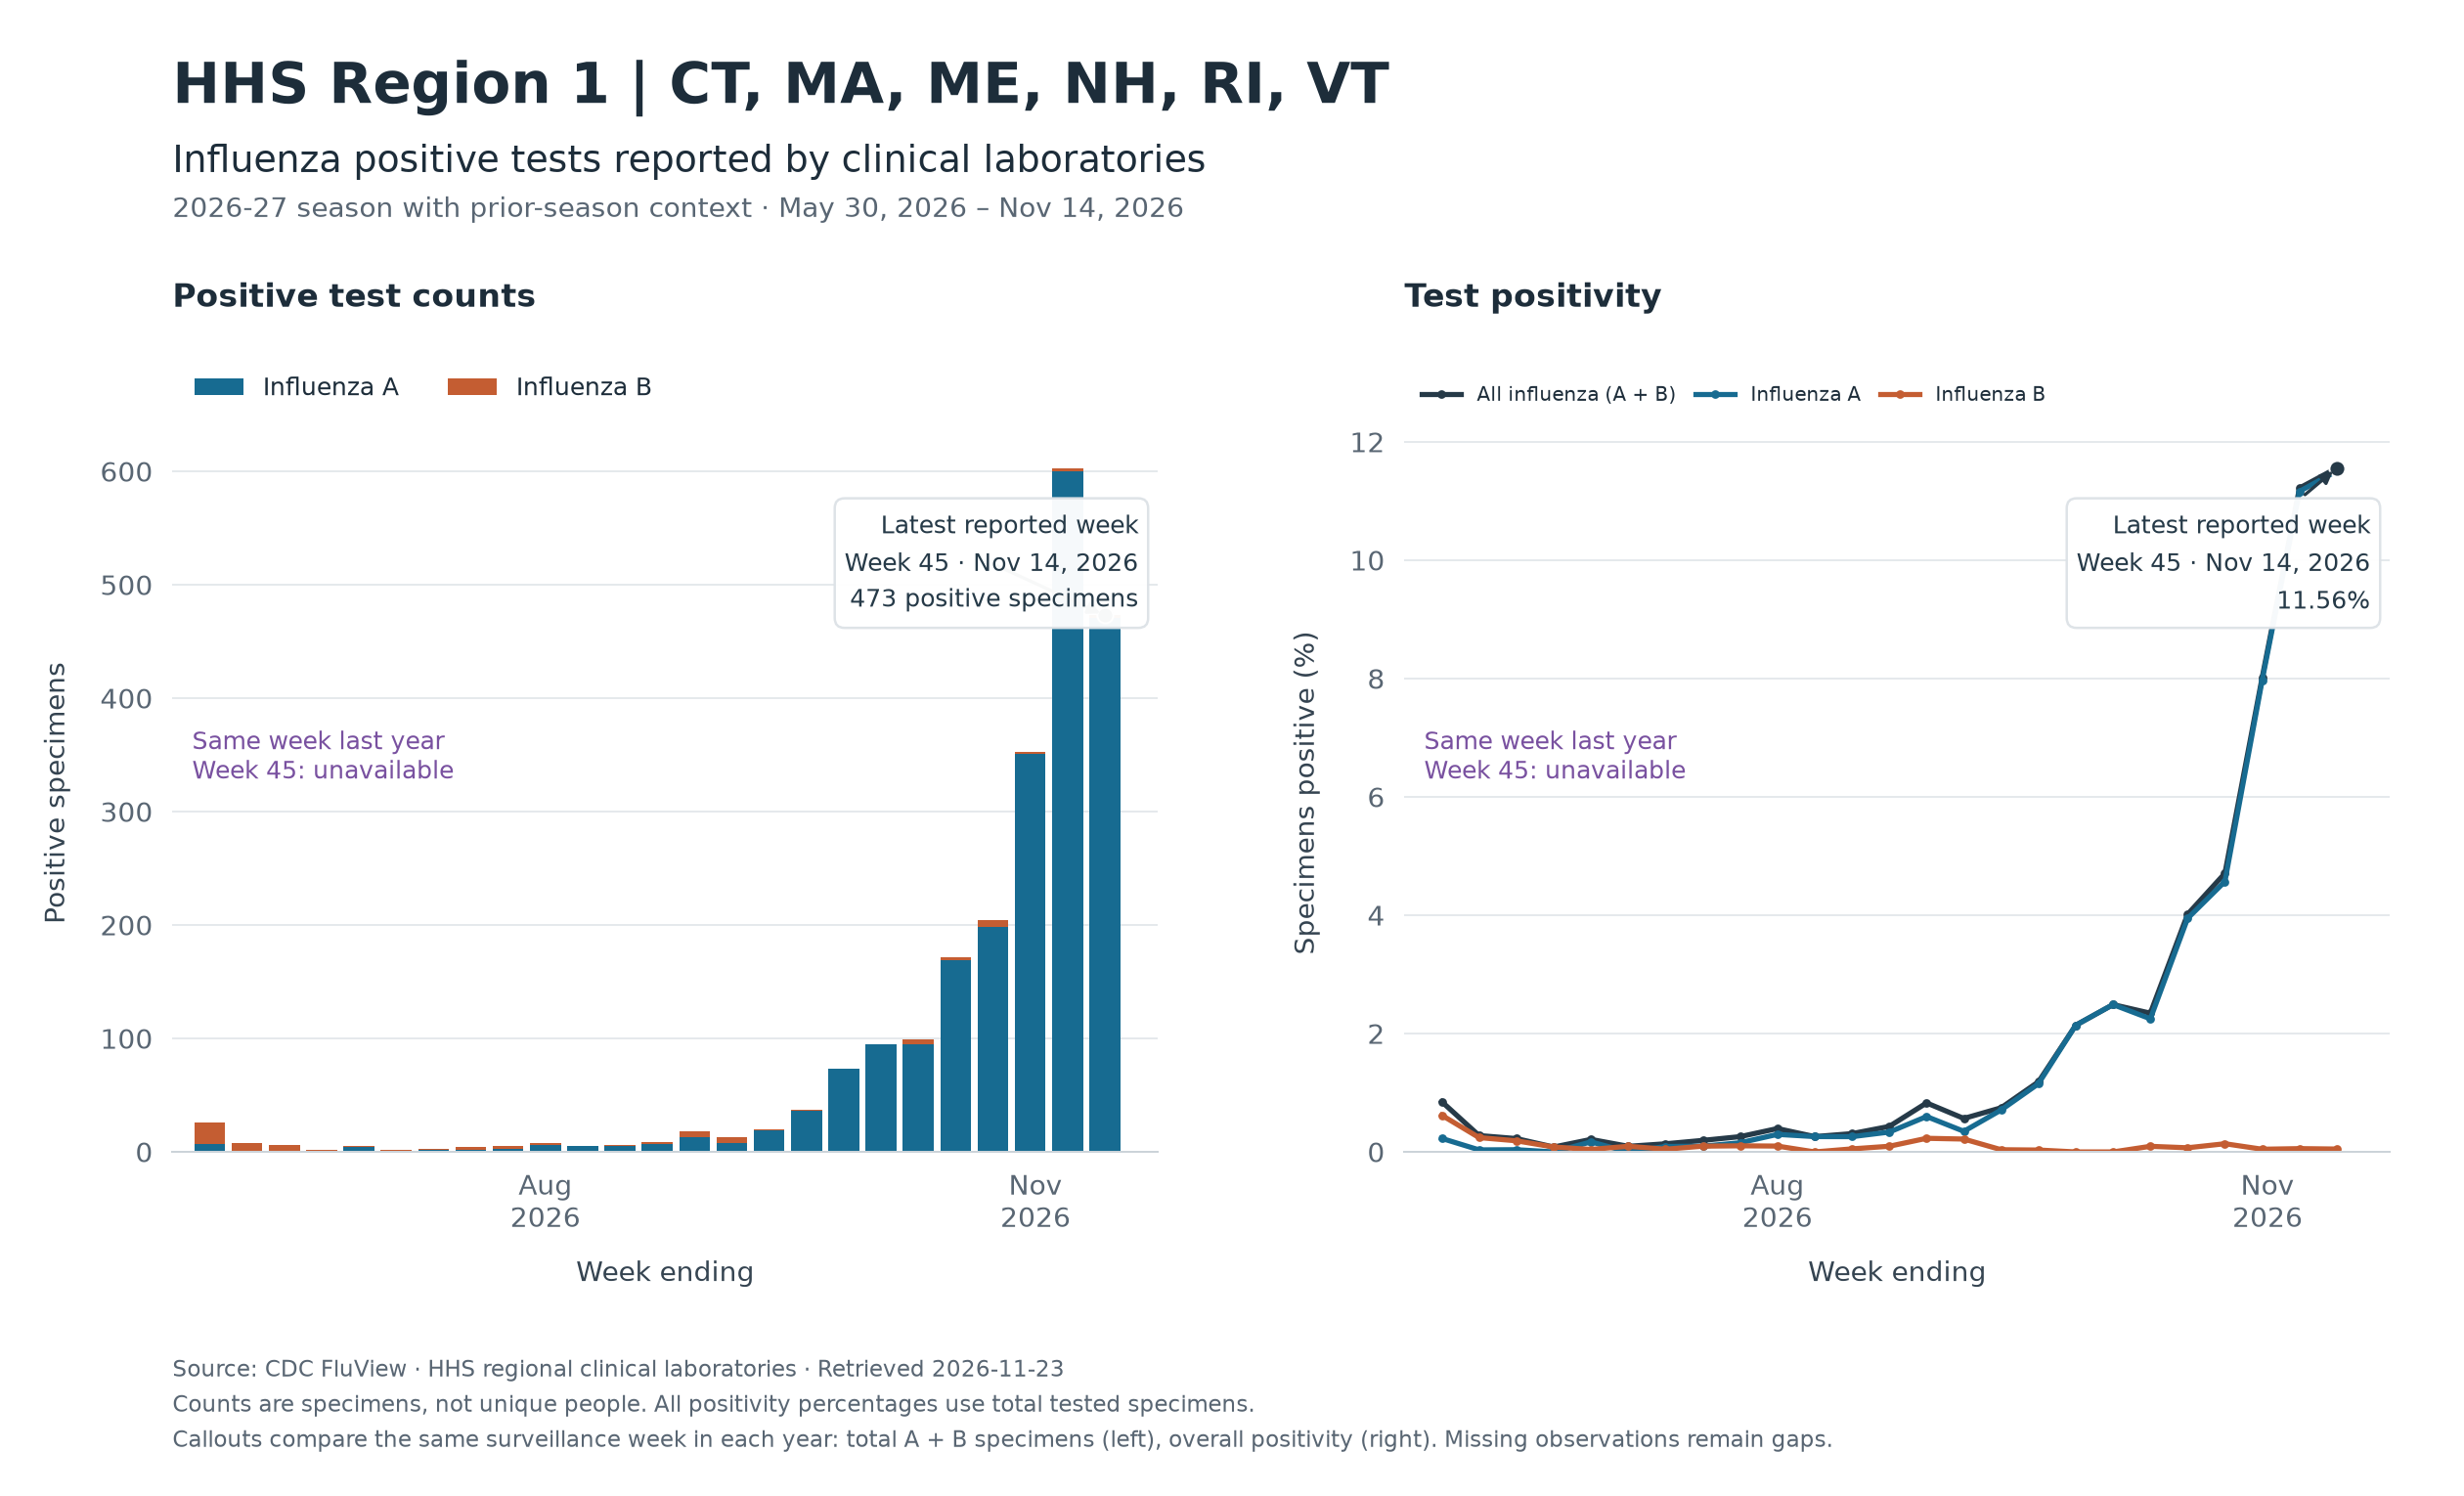 HHS Region 1 | CT, MA, ME, NH, RI, VT
Influenza positive tests reported by clinical laboratories
2026-27 season with prior-season context · May 30, 2026 – Nov 14, 2026
Positive test counts
Influenza A
Influenza B
600
500
400
300
200
100
0
Positive specimens
Latest reported week
Week 45 · Nov 14, 2026
473 positive specimens
Same week last year
Week 45: unavailable
Aug
2026
Nov
2026
Week ending
Test positivity
All influenza (A + B)
Influenza A
Influenza B
12
10
8
6
4
2
0
Specimens positive (%)
Latest reported week
Week 45 · Nov 14, 2026
11.56%
Same week last year
Week 45: unavailable
Aug
2026
Nov
2026
Week ending
Source: CDC FluView · HHS regional clinical laboratories · Retrieved 2026-11-23
Counts are specimens, not unique people. All positivity percentages use total tested specimens.
Callouts compare the same surveillance week in each year: total A + B specimens (left), overall positivity (right). Missing observations remain gaps.